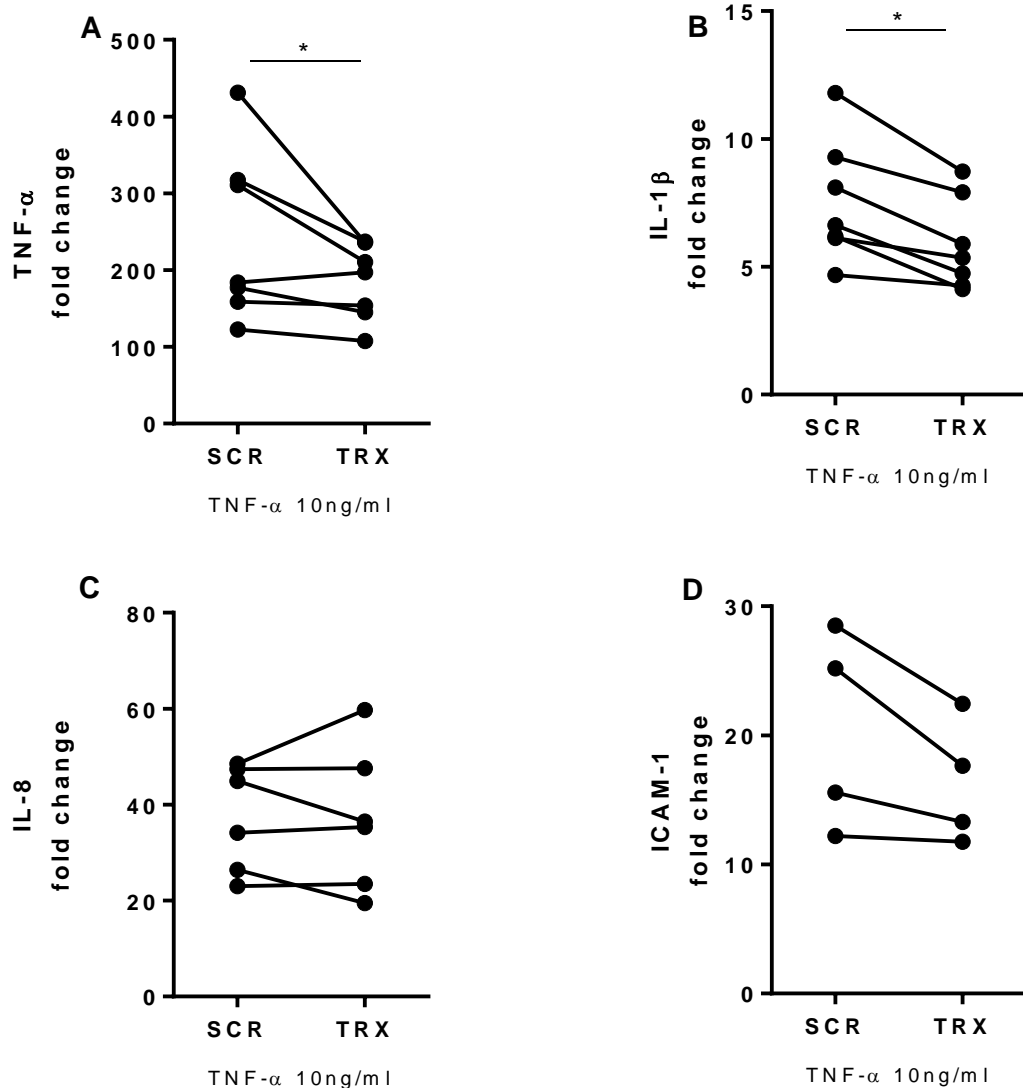 A
*
TNF-α
fold change
500
400
300
200
100
0
SCR TRX
TNF-α 10ng/ml
B
*
IL-1β
fold change
15
10
5
0
SCR TRX
TNF-α 10ng/ml
C
IL-8
fold change
80
60
40
20
0
SCR TRX
TNF-α 10ng/ml
D
ICAM-1
fold change
30
20
10
0
SCR TRX
TNF-α 10ng/ml